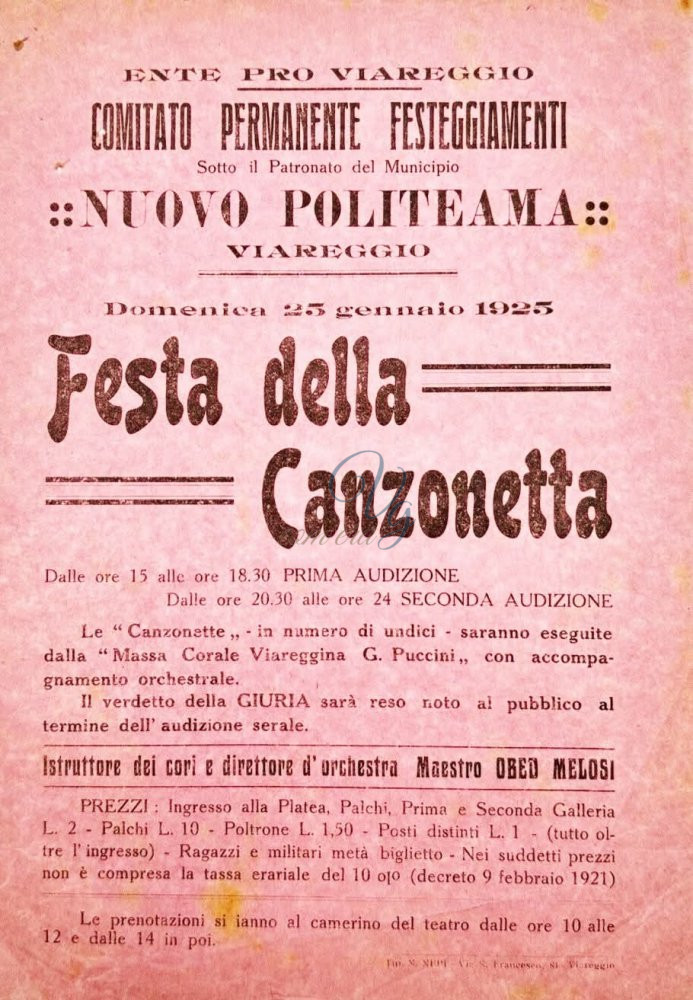 ENTE PRO VIAREGGIO
COMITATO PERMANENTE FESTEGGIAMENTI
Sotto il Patronato del Municipio
::NUOVO POLITEAMA::
VIAREGGIO
Domenica 25 gennaio 1925
Festa della
Canzonetta
Dalle ore 15 alle ore 18.30 PRIMA AUDIZIONE
Dalle ore 20.30 alle ore 24 SECONDA AUDIZIONE
Le “Canzonette„ - in numero di undici - saranno eseguite
dalla “Massa Corale Viareggina G. Puccini„ con accompa-
gnamento orchestrale.
Il verdetto della GIURIA sarà reso noto al pubblico al
termine dell'audizione serale.
Istruttore dei cori e direttore d'orchestra Maestro OBED MELOSI
PREZZI: Ingresso alla Platea, Palchi, Prima e Seconda Galleria
L. 2 - Palchi L. 10 - Poltrone L. 1,50 - Posti distinti L. 1 - (tutto ol-
tre l'ingresso) - Ragazzi e militari metà biglietto - Nei suddetti prezzi
non è compresa la tassa erariale del 10 o|o (decreto 9 febbraio 1921)
Le prenotazioni si ianno al camerino del teatro dalle ore 10 alle
12 e dalle 14 in poi.
Tip. N. NEPI - Via S. Francesco, - Viareggio